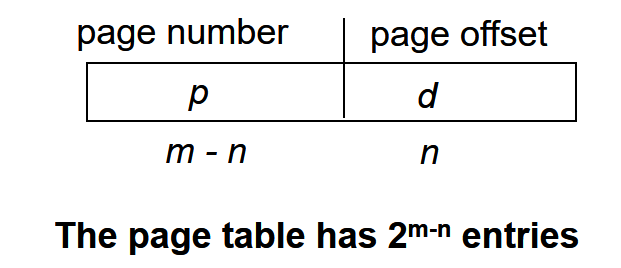 page number page offset
p d
m - n n
The page table has 2^m-n entries